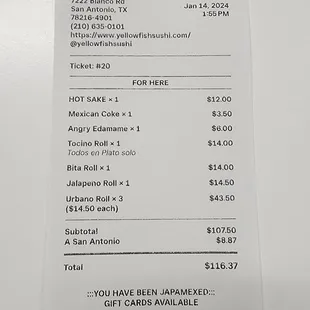 7222 Blanco Rd
San Antonio, TX
78216-4901
(210) 635-0101
https://www.yellowfishsushi.com/
@yellowfishsushi
Jan 14, 2024
1:55 PM
Ticket: #20
FOR HERE
HOT SAKE × 1 $12.00
Mexican Coke × 1 $3.50
Angry Edamame × 1 $6.00
Tocino Roll × 1 $14.00
Todos en Plato solo
Bita Roll × 1 $14.00
Jalapeno Roll × 1 $14.50
Urbano Roll × 3 $43.50
($14.50 each)
Subtotal $107.50
A San Antonio $8.87
Total $116.37
:::YOU HAVE BEEN JAPAMEXED:::
GIFT CARDS AVAILABLE